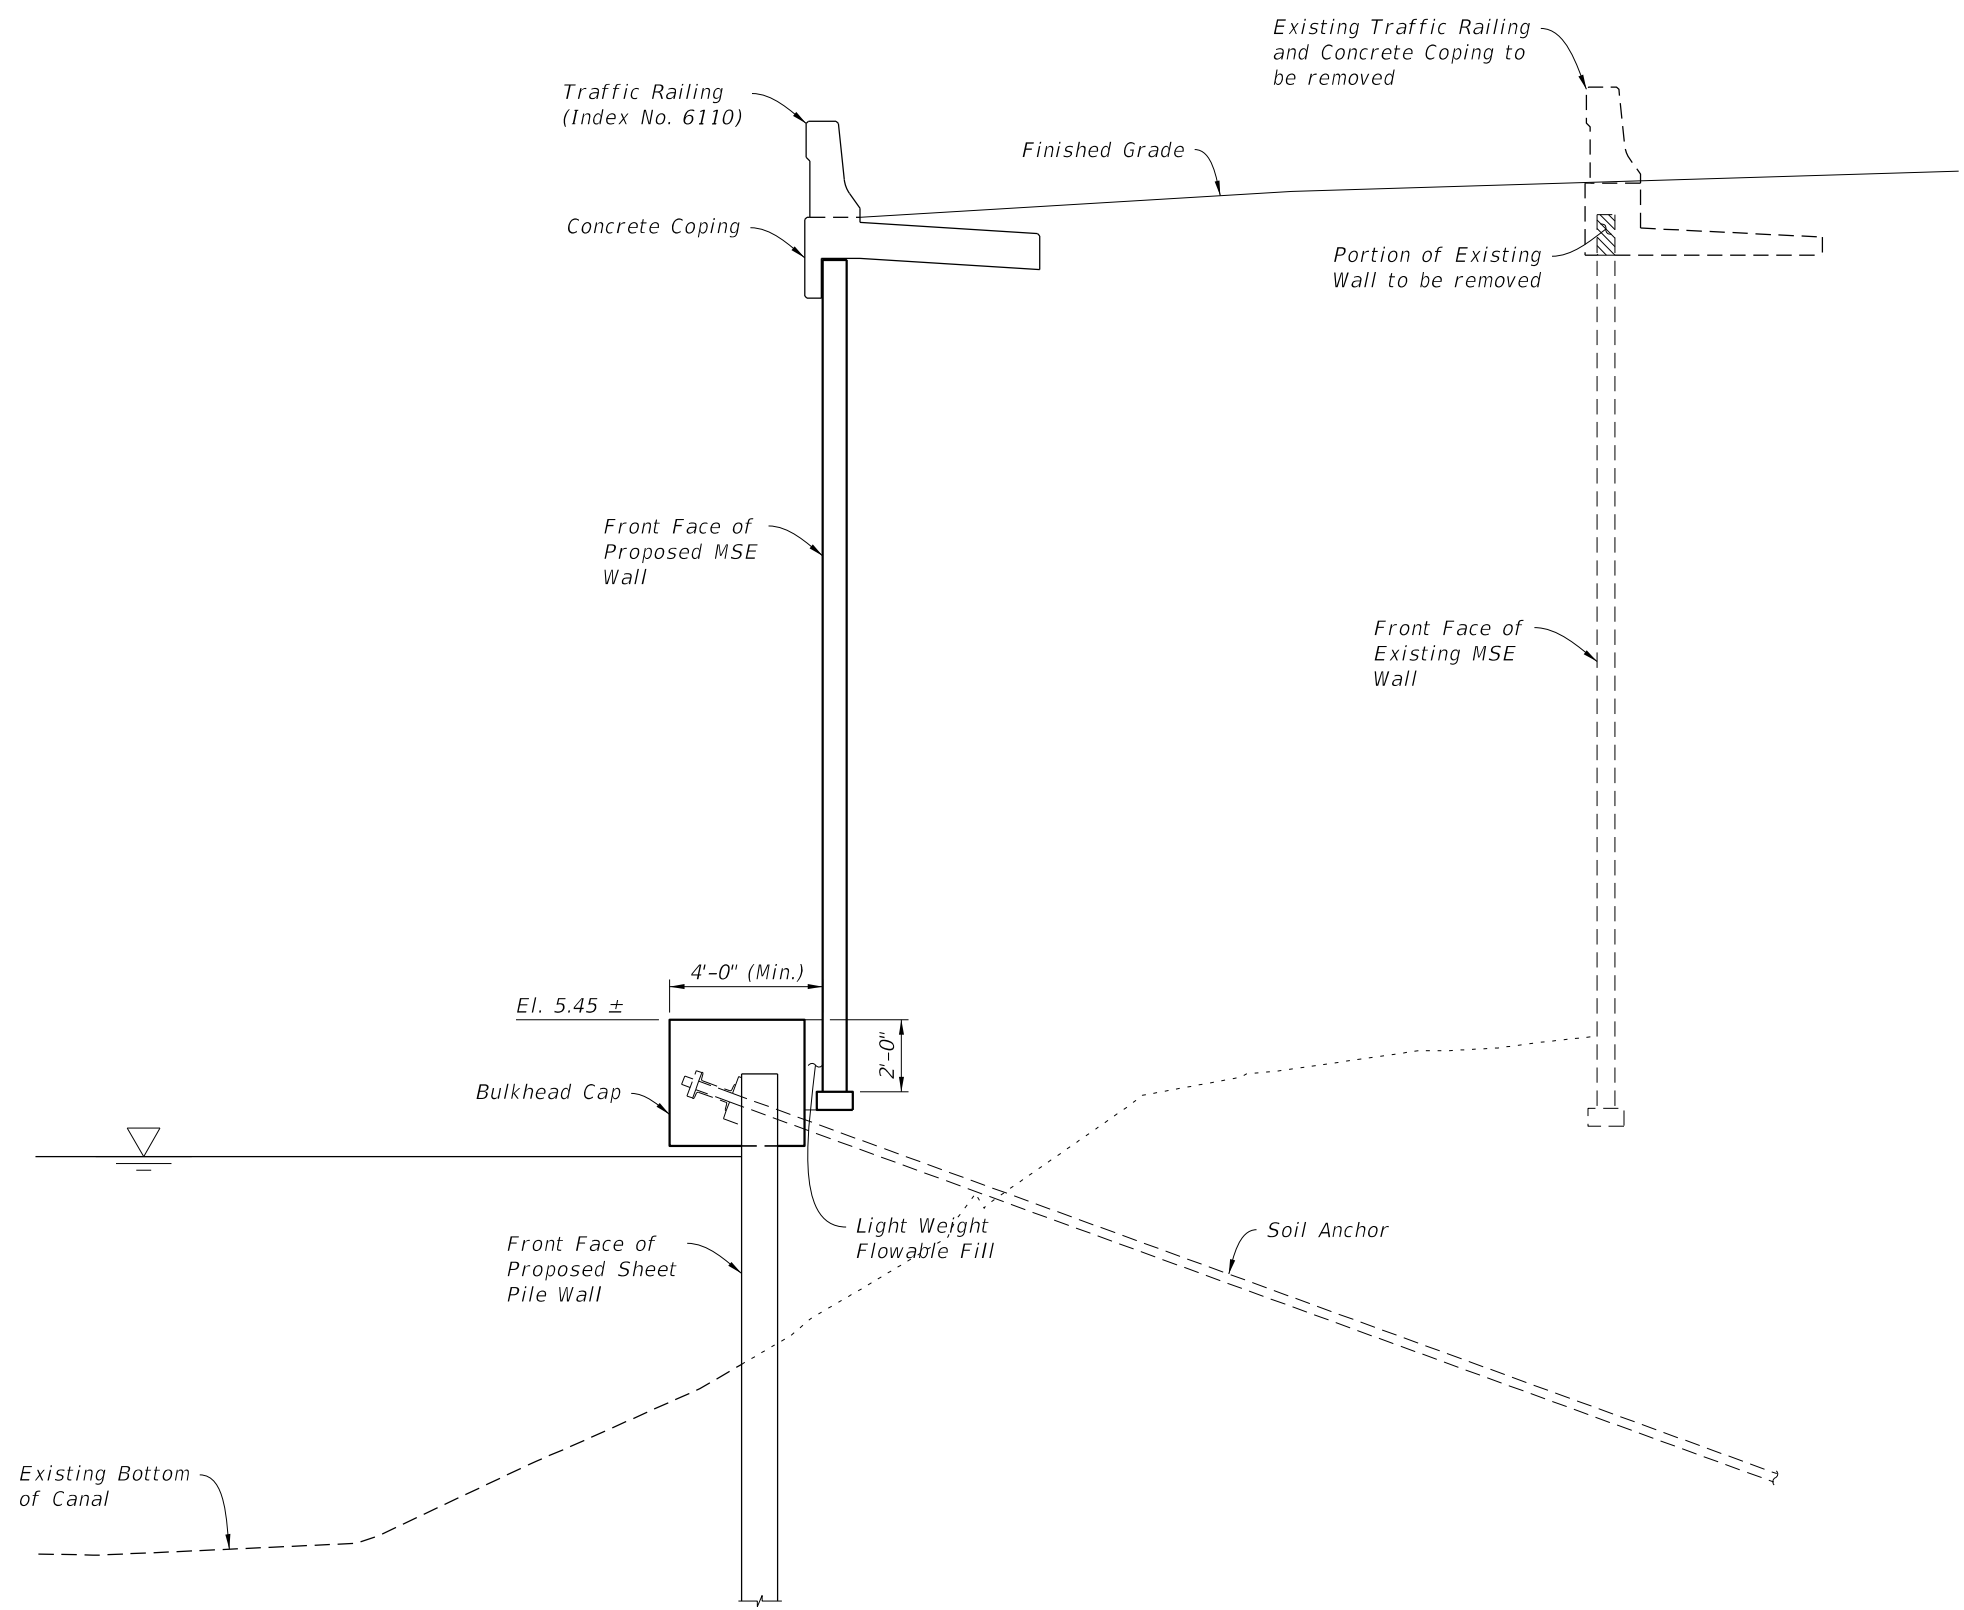 Existing Traffic Railing
and Concrete Coping to
be removed
Traffic Railing
(Index No. 6110)
Finished Grade
Concrete Coping
Portion of Existing
Wall to be removed
Front Face of
Proposed MSE
Wall
Front Face of
Existing MSE
Wall
4'-0" (Min.)
El. 5.45 ±
2'-0"
Bulkhead Cap
Light Weight
Flowable Fill
Soil Anchor
Front Face of
Proposed Sheet
Pile Wall
Existing Bottom
of Canal